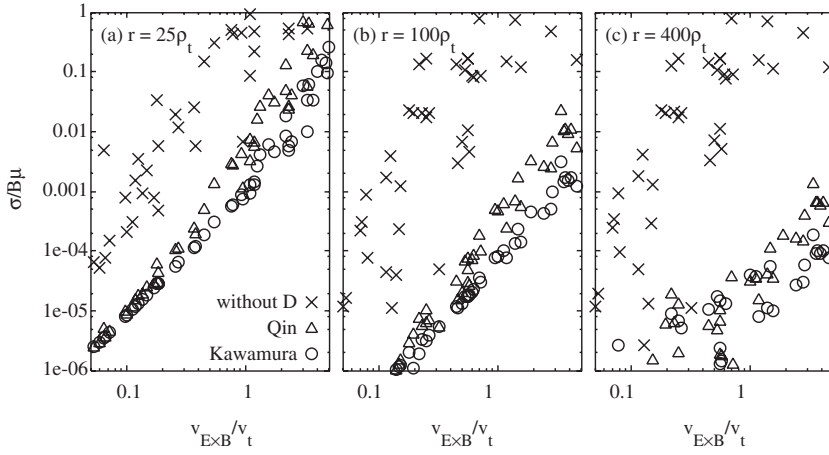 (a) r = 25ρt
(b) r = 100ρt
(c) r = 400ρt
σ/Bμ
1
0.1
0.01
0.001
1e-04
1e-05
1e-06
without D
Qin
Kawamura
0.1 1
0.1 1
0.1 1
vE×B/vt
vE×B/vt
vE×B/vt